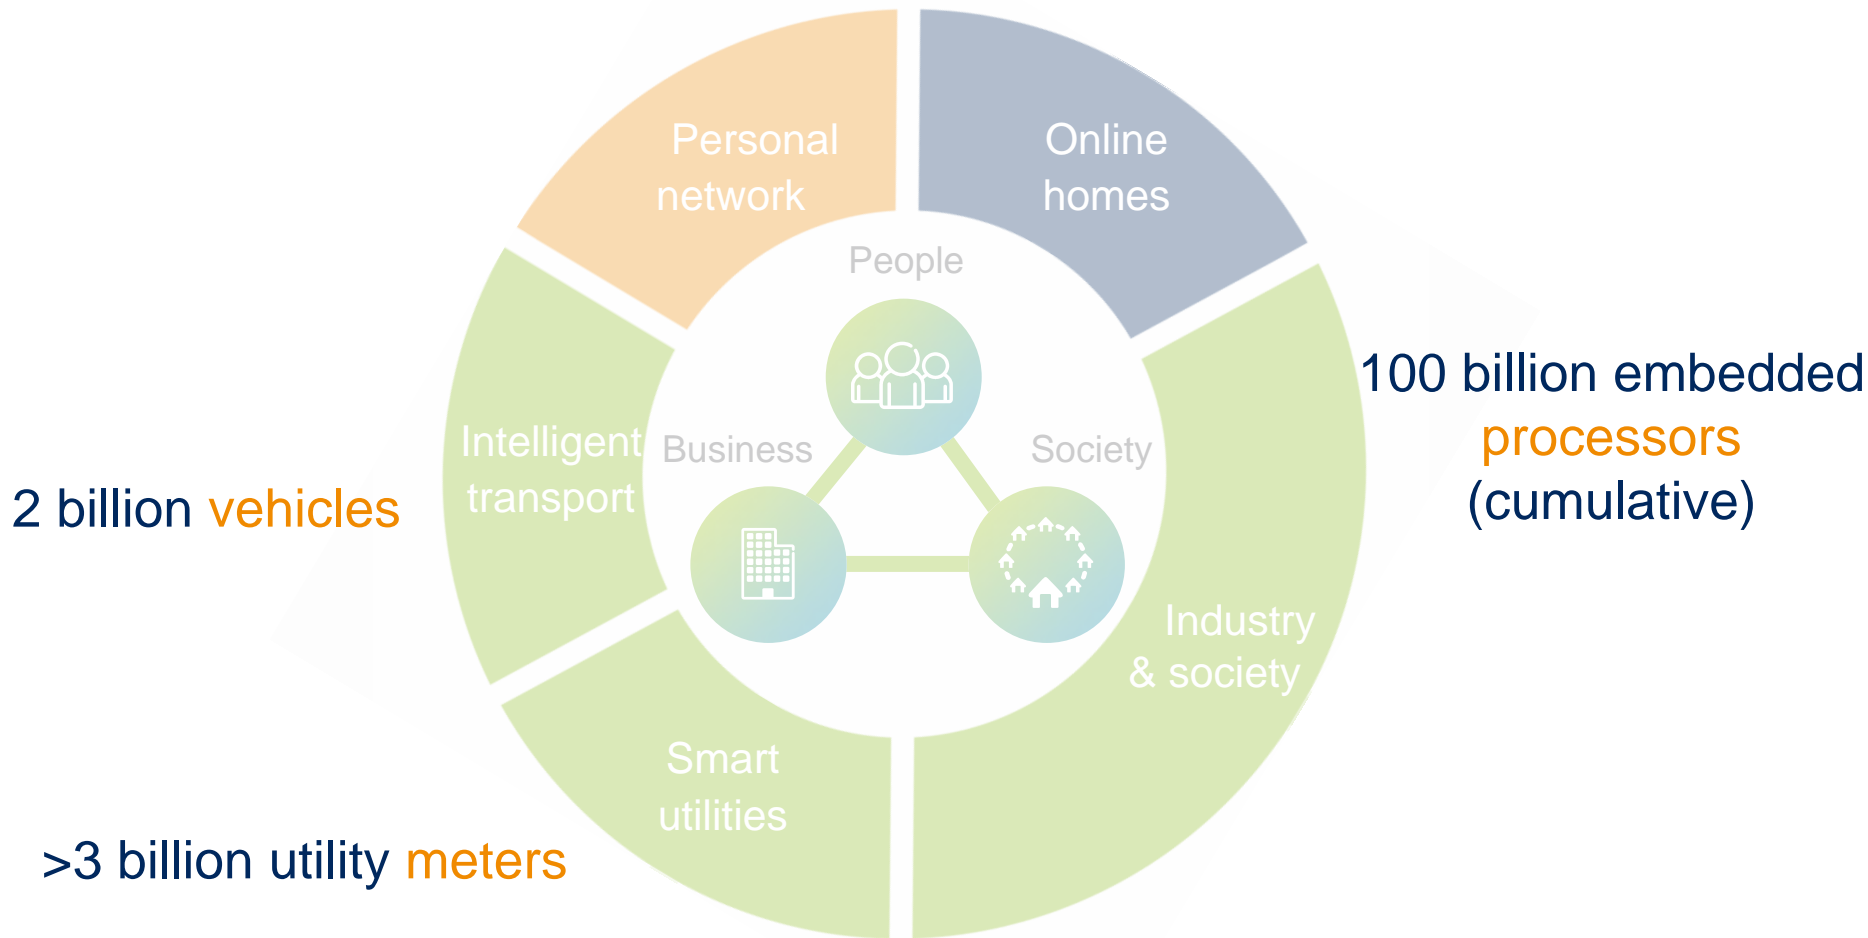 Personal
network
Online
homes
People
100 billion embedded
processors
(cumulative)
Intelligent
transport
Business
Society
2 billion vehicles
Industry
& society
Smart
utilities
>3 billion utility meters